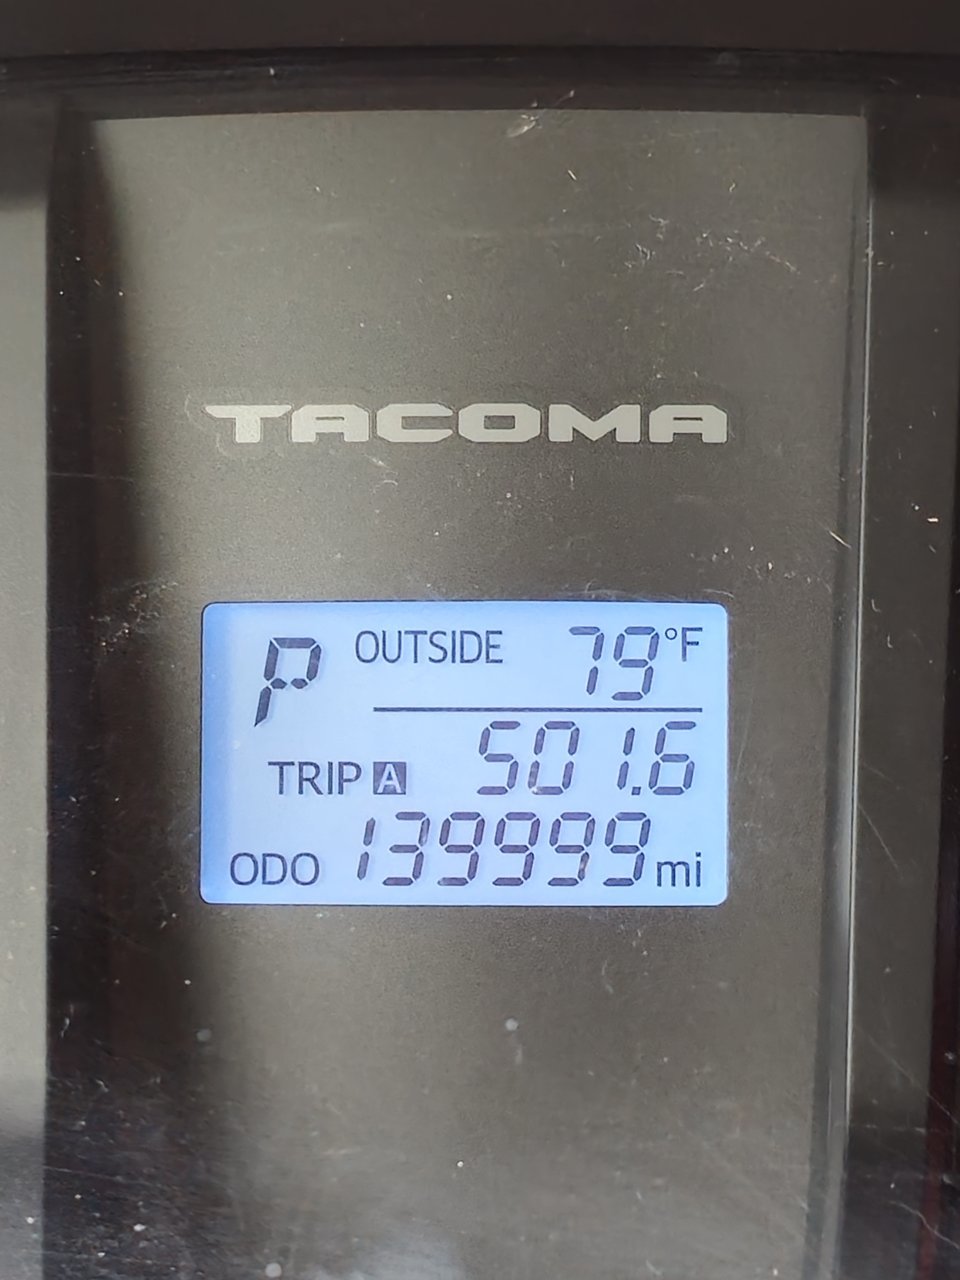 TACOMA
P OUTSIDE 79°F
TRIP A 501.6
ODO 139999 mi